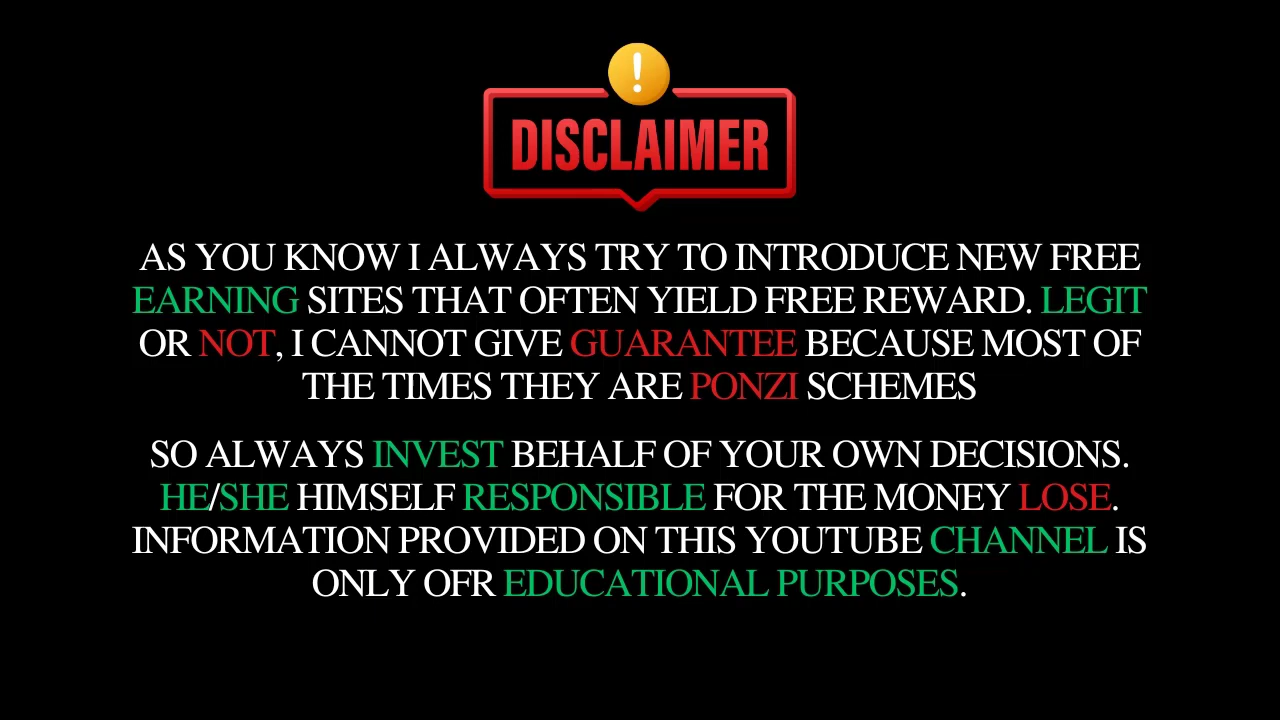 !
DISCLAIMER
AS YOU KNOW I ALWAYS TRY TO INTRODUCE NEW FREE
EARNING SITES THAT OFTEN YIELD FREE REWARD. LEGIT
OR NOT, I CANNOT GIVE GUARANTEE BECAUSE MOST OF
THE TIMES THEY ARE PONZI SCHEMES
SO ALWAYS INVEST BEHALF OF YOUR OWN DECISIONS.
HE/SHE HIMSELF RESPONSIBLE FOR THE MONEY LOSE.
INFORMATION PROVIDED ON THIS YOUTUBE CHANNEL IS
ONLY OFR EDUCATIONAL PURPOSES.